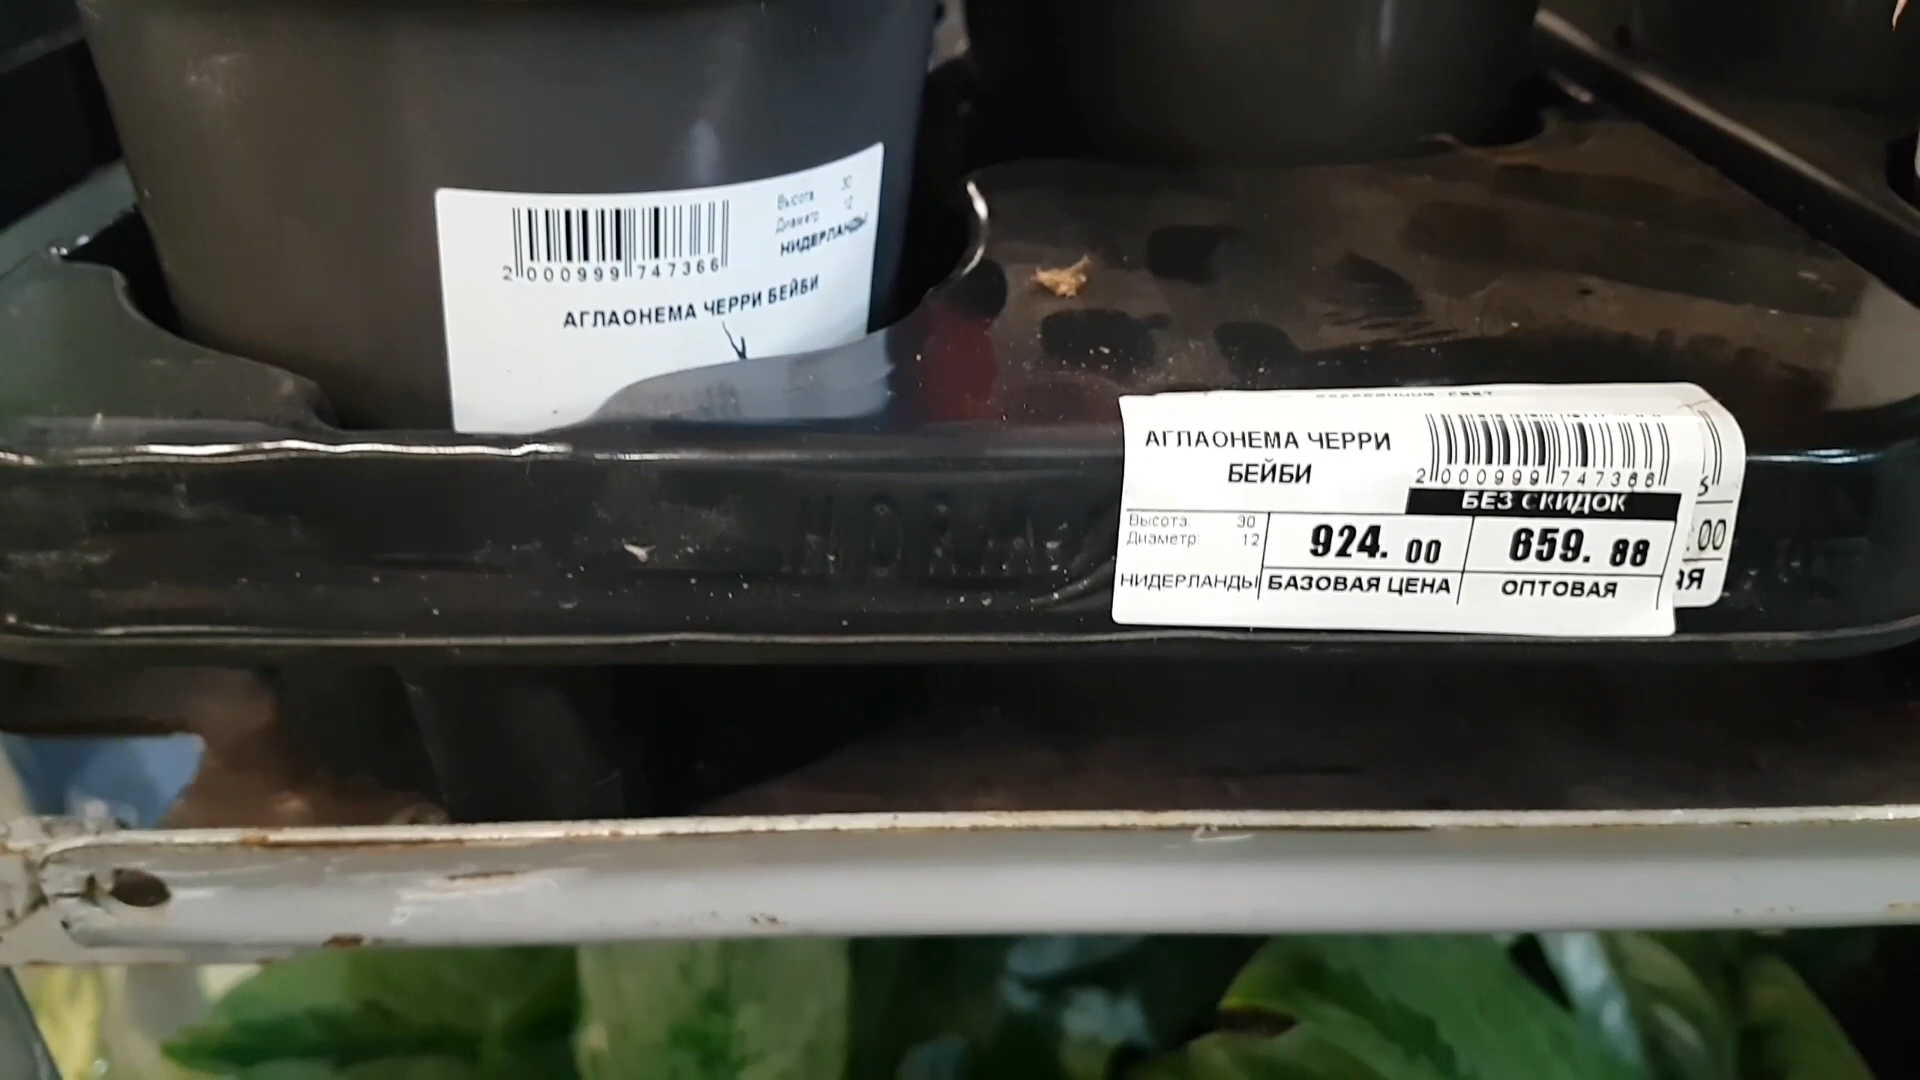 Высота 30
Диаметр 12
НИДЕРЛАНДЫ
2 000999 747366
АГЛАОНЕМА ЧЕРРИ БЕЙБИ
АГЛАОНЕМА ЧЕРРИ
БЕЙБИ
2 000999 747366
БЕЗ СКИДОК
Высота: 30
Диаметр: 12
924. 00
659. 88
НИДЕРЛАНДЫ
БАЗОВАЯ ЦЕНА
ОПТОВАЯ